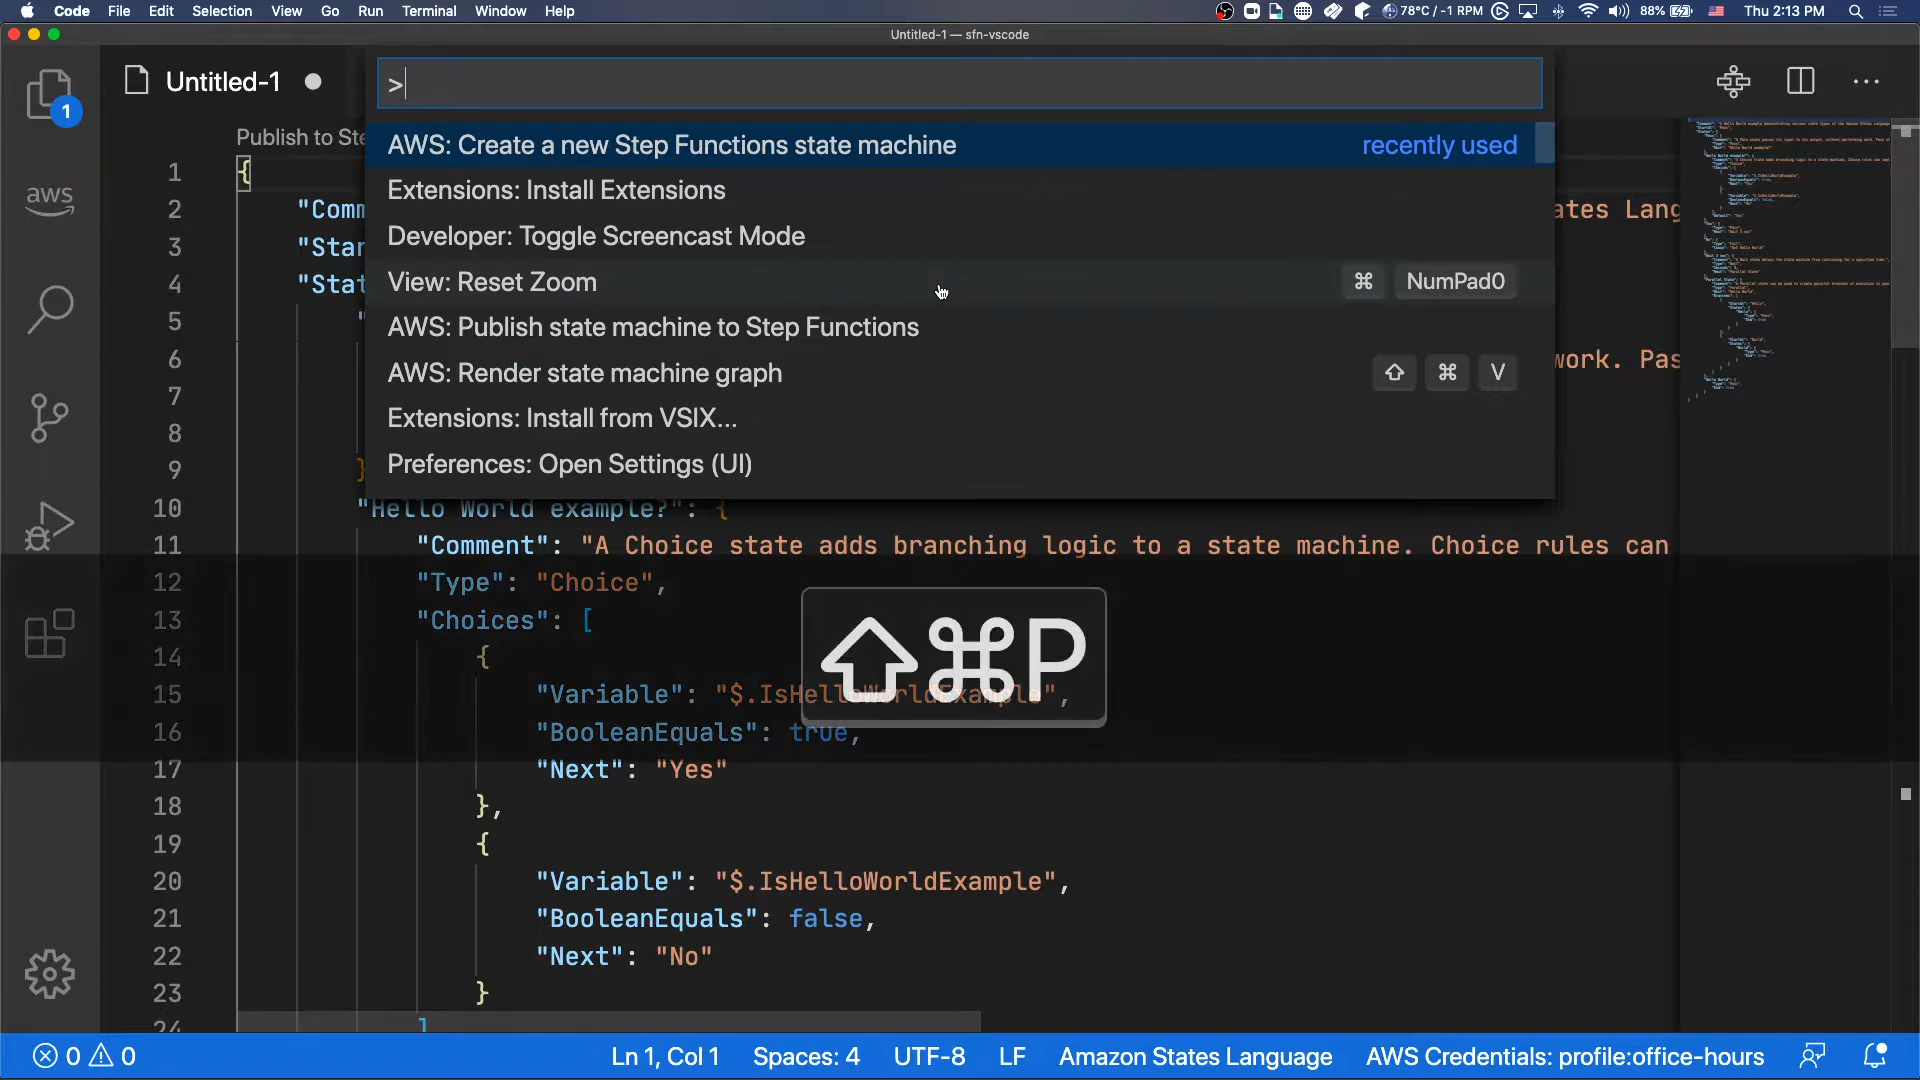 Code File Edit Selection View Go Run Terminal Window Help
78°C / -1 RPM 88% Thu 2:13 PM
Untitled-1 — sfn-vscode
1
Untitled-1
>
aws
Publish to Ste
AWS: Create a new Step Functions state machine recently used
Extensions: Install Extensions
Developer: Toggle Screencast Mode
View: Reset Zoom ⌘ NumPad0
AWS: Publish state machine to Step Functions
AWS: Render state machine graph ⇧ ⌘ V
Extensions: Install from VSIX...
Preferences: Open Settings (UI)
1 {
2 "Comm ates Lang
3 "Star
4 "Stat
5 "
6 work. Pas
7
8
9 }
10 "Hello World example?": {
11 "Comment": "A Choice state adds branching logic to a state machine. Choice rules can
12 "Type": "Choice",
13 "Choices": [
14 {
15 "Variable": "$.IsHelloWorldExample",
16 "BooleanEquals": true,
17 "Next": "Yes"
18 },
19 {
20 "Variable": "$.IsHelloWorldExample",
21 "BooleanEquals": false,
22 "Next": "No"
23 }
24 ]
⇧⌘P
0 0 Ln 1, Col 1 Spaces: 4 UTF-8 LF Amazon States Language AWS Credentials: profile:office-hours